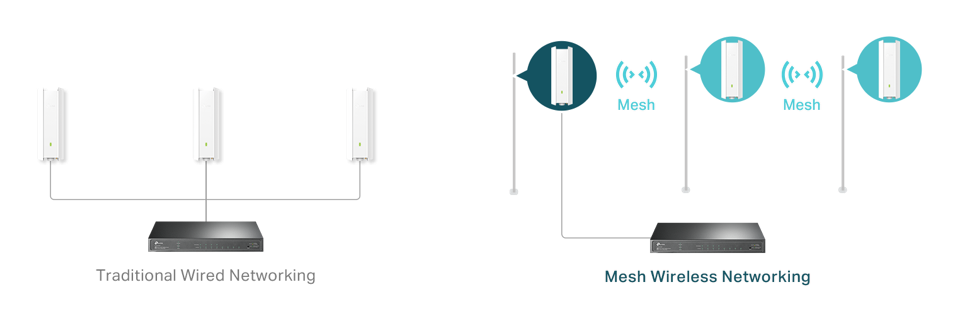 Mesh
Mesh
Traditional Wired Networking
Mesh Wireless Networking